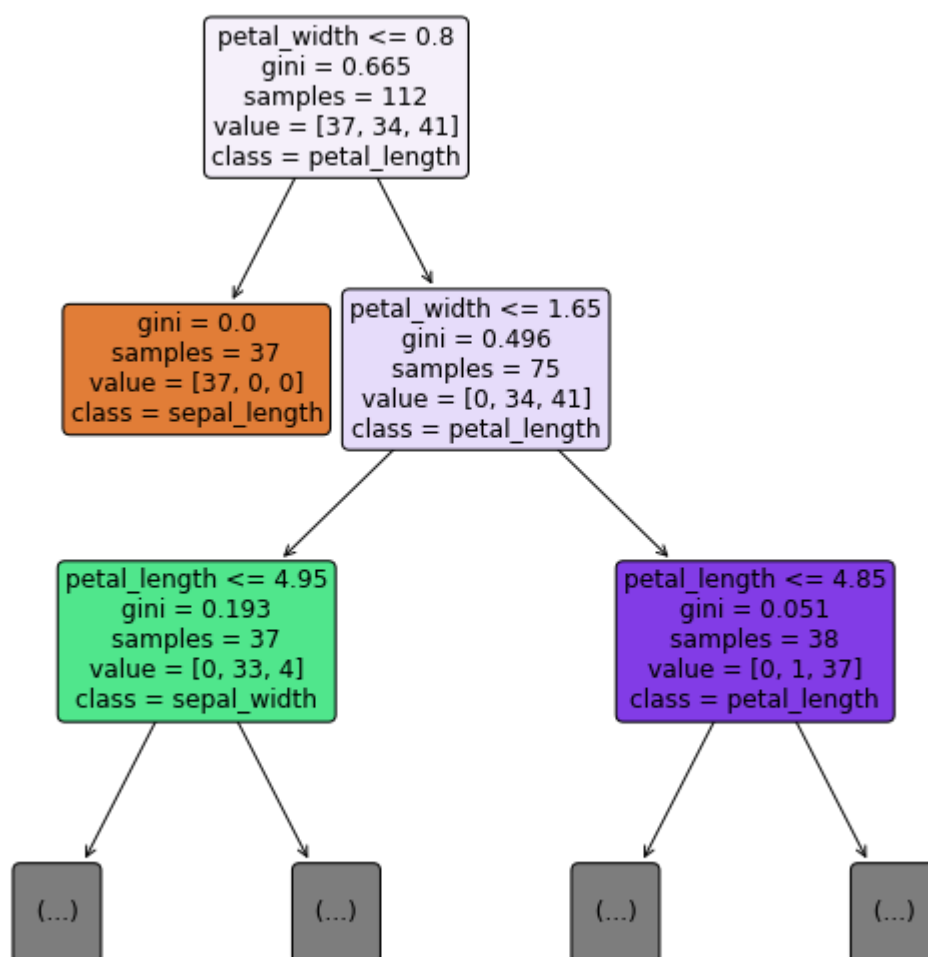 petal_width <= 0.8
gini = 0.665
samples = 112
value = [37, 34, 41]
class = petal_length
gini = 0.0
samples = 37
value = [37, 0, 0]
class = sepal_length
petal_width <= 1.65
gini = 0.496
samples = 75
value = [0, 34, 41]
class = petal_length
petal_length <= 4.95
gini = 0.193
samples = 37
value = [0, 33, 4]
class = sepal_width
petal_length <= 4.85
gini = 0.051
samples = 38
value = [0, 1, 37]
class = petal_length
(...)
(...)
(...)
(...)